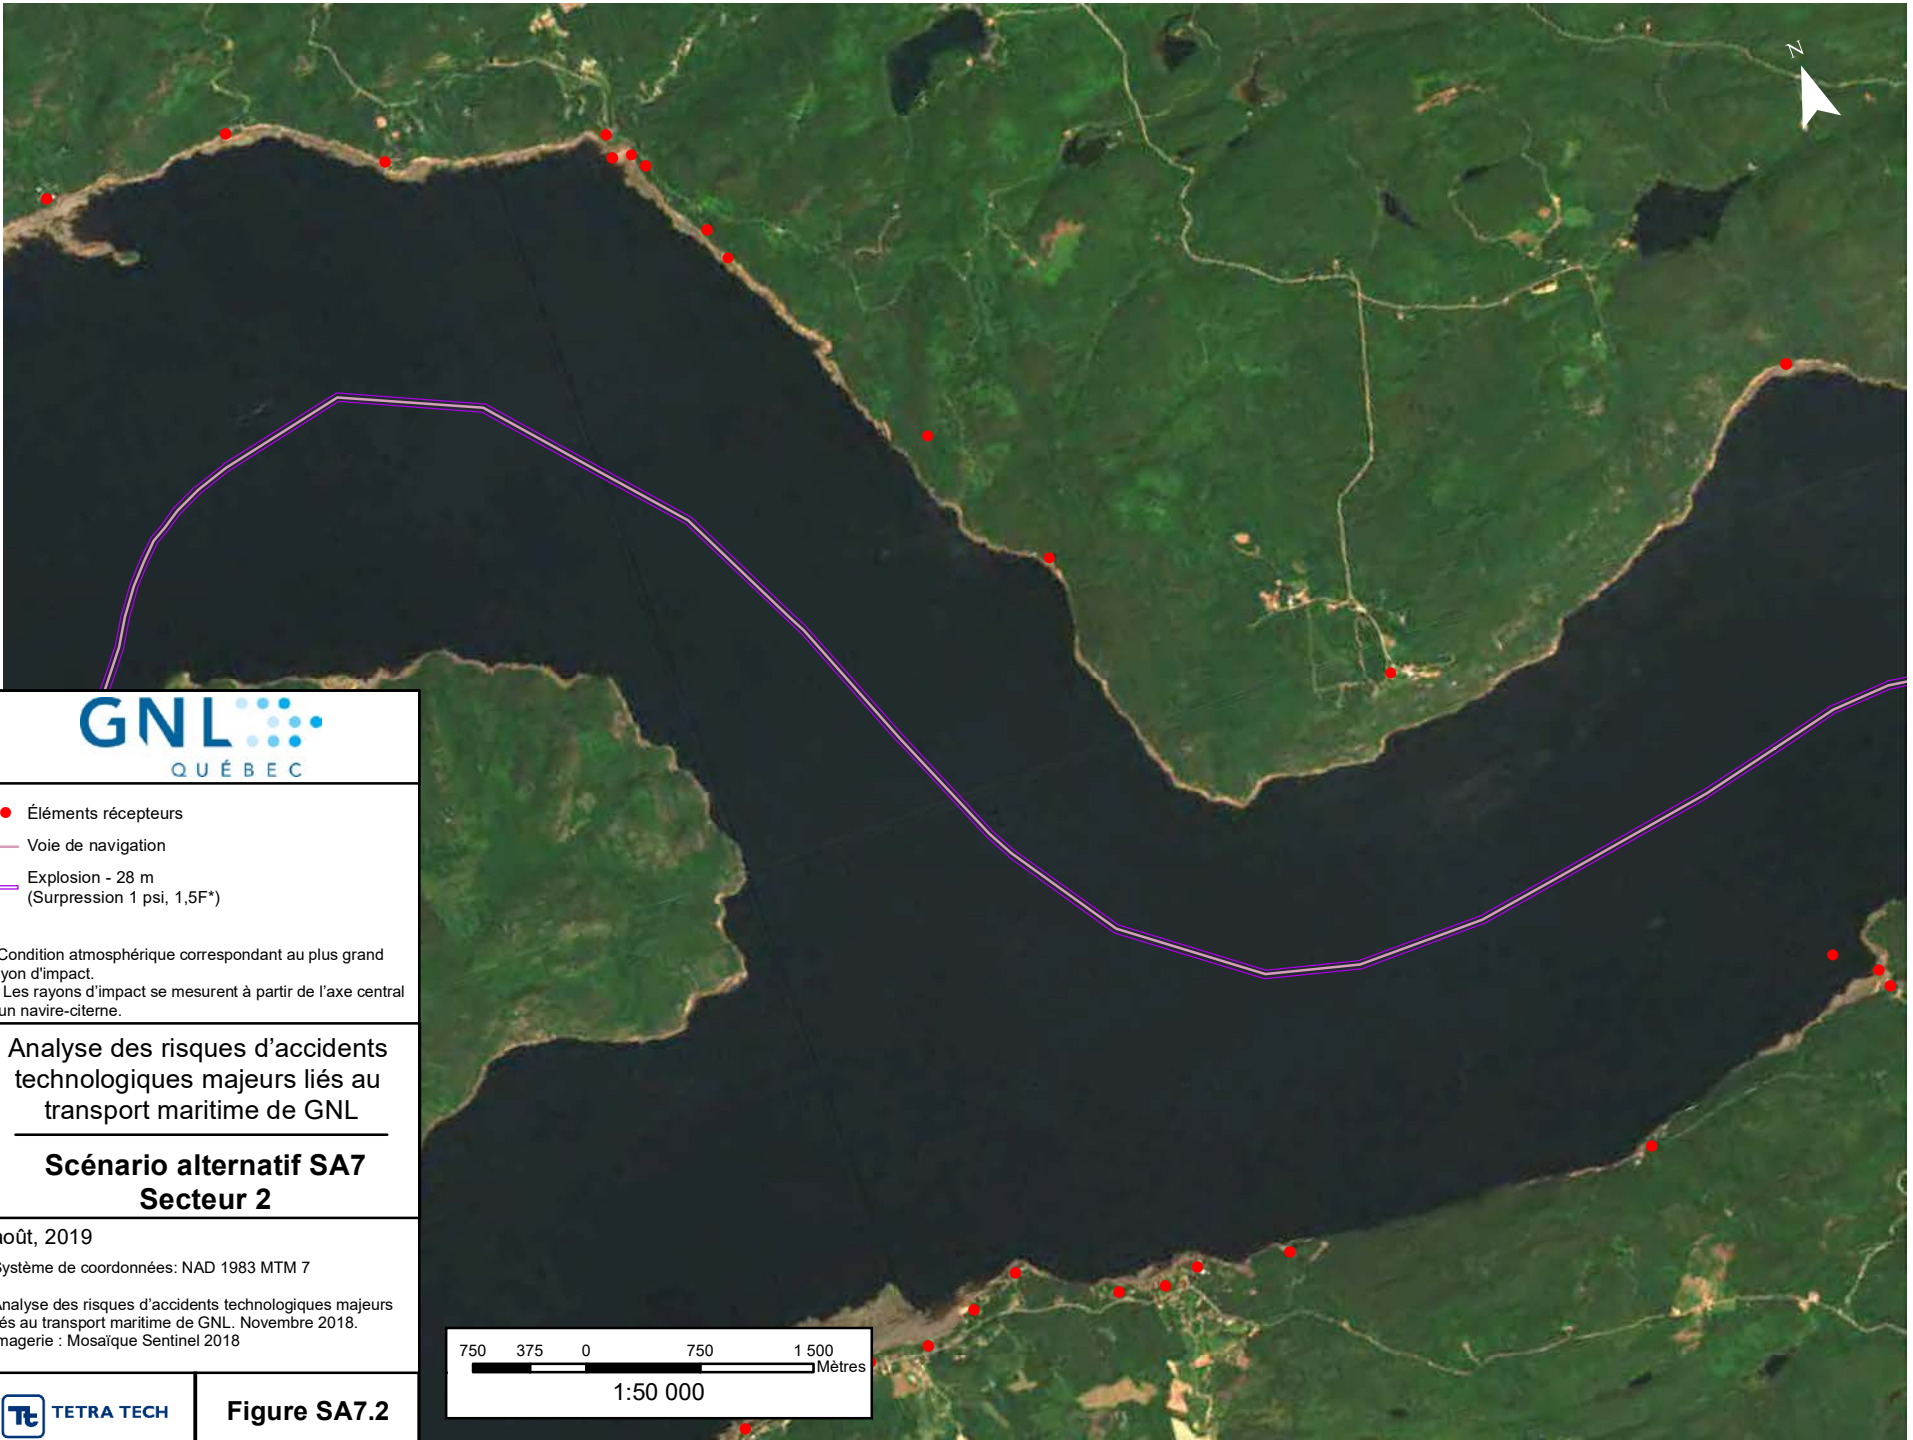 N
GNL
QUÉBEC
Éléments récepteurs
Voie de navigation
Explosion - 28 m
(Surpression 1 psi, 1,5F*)
Condition atmosphérique correspondant au plus grand
yon d'impact.
Les rayons d'impact se mesurent à partir de l'axe central
un navire-citerne.
Analyse des risques d'accidents
technologiques majeurs liés au
transport maritime de GNL
Scénario alternatif SA7
Secteur 2
août, 2019
Système de coordonnées: NAD 1983 MTM 7
Analyse des risques d'accidents technologiques majeurs
és au transport maritime de GNL. Novembre 2018.
magerie : Mosaïque Sentinel 2018
Tt TETRA TECH
Figure SA7.2
750 375 0 750 1 500
Mètres
1:50 000